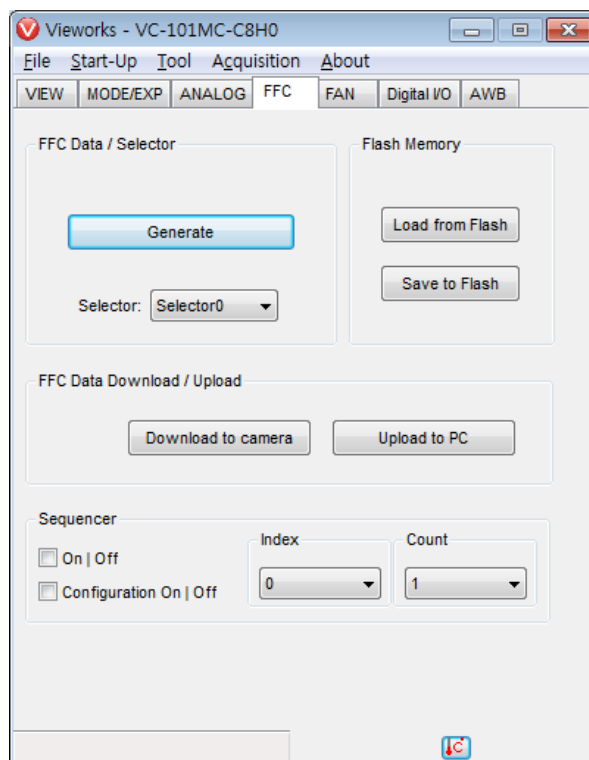 Vieworks - VC-101MC-C8H0
File Start-Up Tool Acquisition About
VIEW MODE/EXP ANALOG FFC FAN Digital I/O AWB
FFC Data / Selector
Generate
Selector: Selector0
Flash Memory
Load from Flash
Save to Flash
FFC Data Download / Upload
Download to camera Upload to PC
Sequencer
On | Off
Configuration On | Off
Index
0
Count
1
C